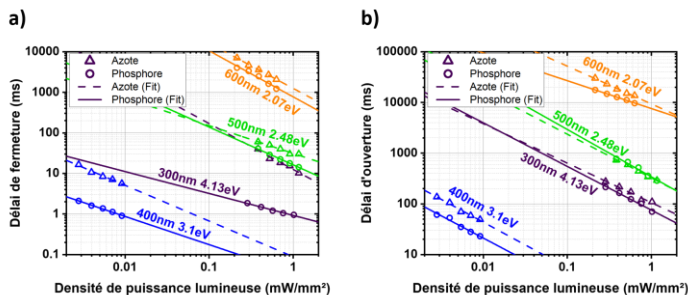 a)
b)
10000
1000
100
10
1
0.1
0.01
0.1
1
Délai de fermeture (ms)
Densité de puissance lumineuse (mW/mm²)
Azote
Phosphore
Azote (Fit)
Phosphore (Fit)
600nm 2.07eV
500nm 2.48eV
300nm 4.13eV
400nm 3.1eV
100000
10000
1000
100
10
0.01
0.1
1
Délai d'ouverture (ms)
Densité de puissance lumineuse (mW/mm²)
Azote
Phosphore
Azote (Fit)
Phosphore (Fit)
600nm 2.07eV
500nm 2.48eV
300nm 4.13eV
400nm 3.1eV